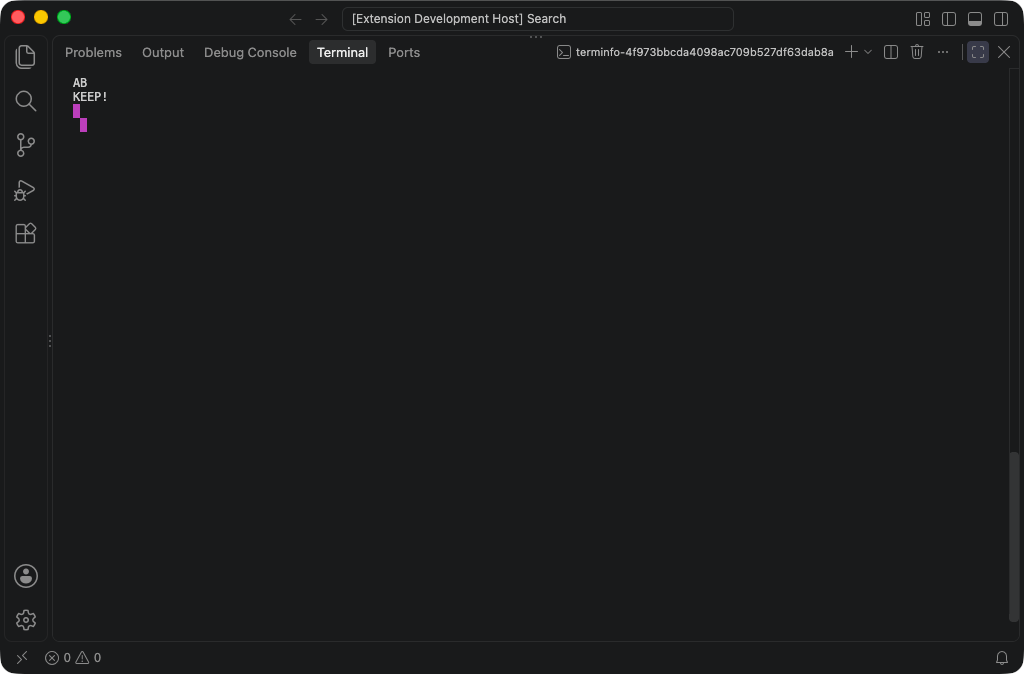 [Extension Development Host] Search
Problems Output Debug Console Terminal Ports terminfo-4f973bbcda4098ac709b527df63dab8a
AB
KEEP!
0 0